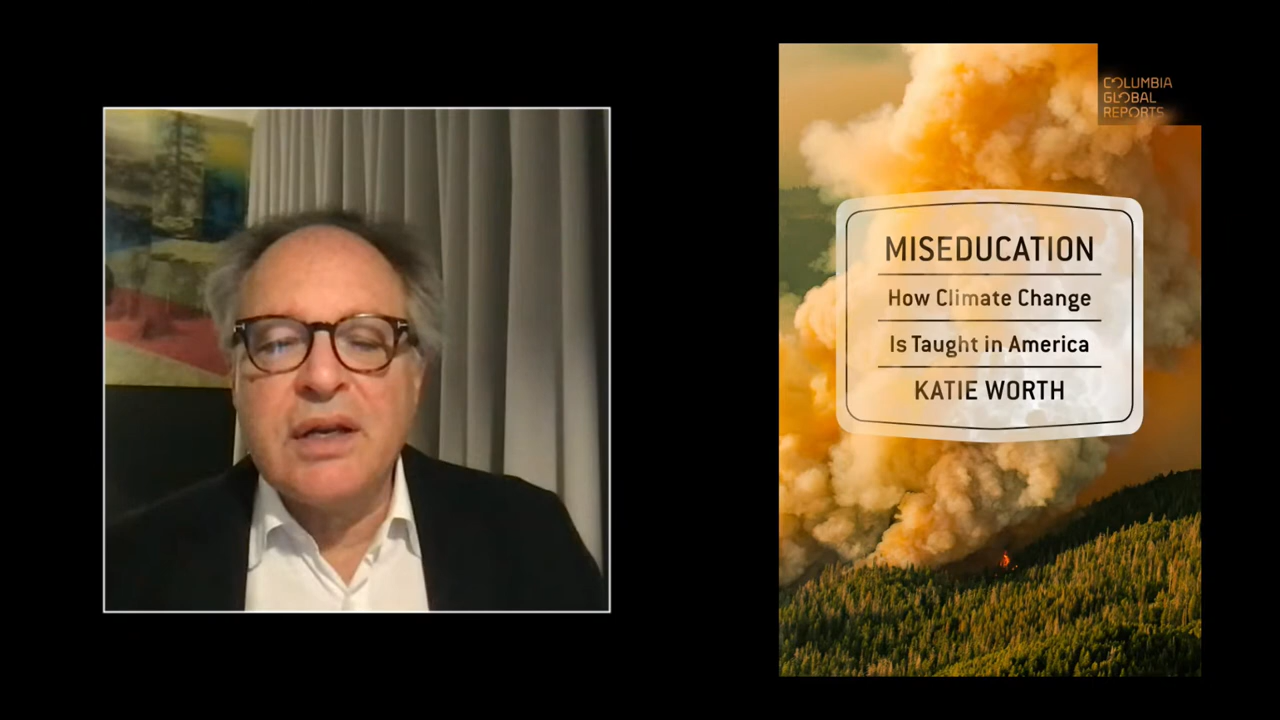 COLUMBIA
GLOBAL
REPORTS
MISEDUCATION
How Climate Change
Is Taught in America
KATIE WORTH